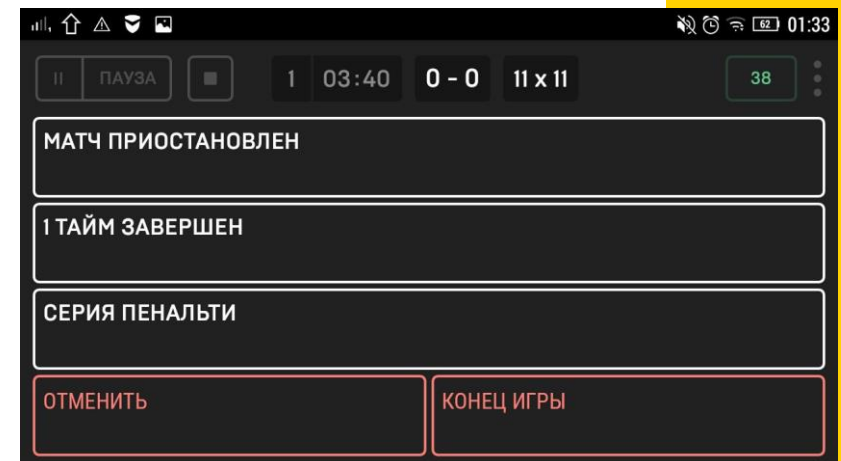 62 01:33
ПАУЗА 1 03:40 0 - 0 11 x 11 38
МАТЧ ПРИОСТАНОВЛЕН
1 ТАЙМ ЗАВЕРШЕН
СЕРИЯ ПЕНАЛЬТИ
ОТМЕНИТЬ КОНЕЦ ИГРЫ